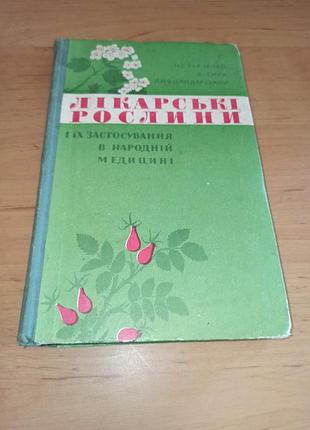 ЛІКАРСЬКІ
РОСЛИНИ
І ЇХ ЗАСТОСУВАННЯ
В НАРОДНІЙ
МЕДИЦИНІ